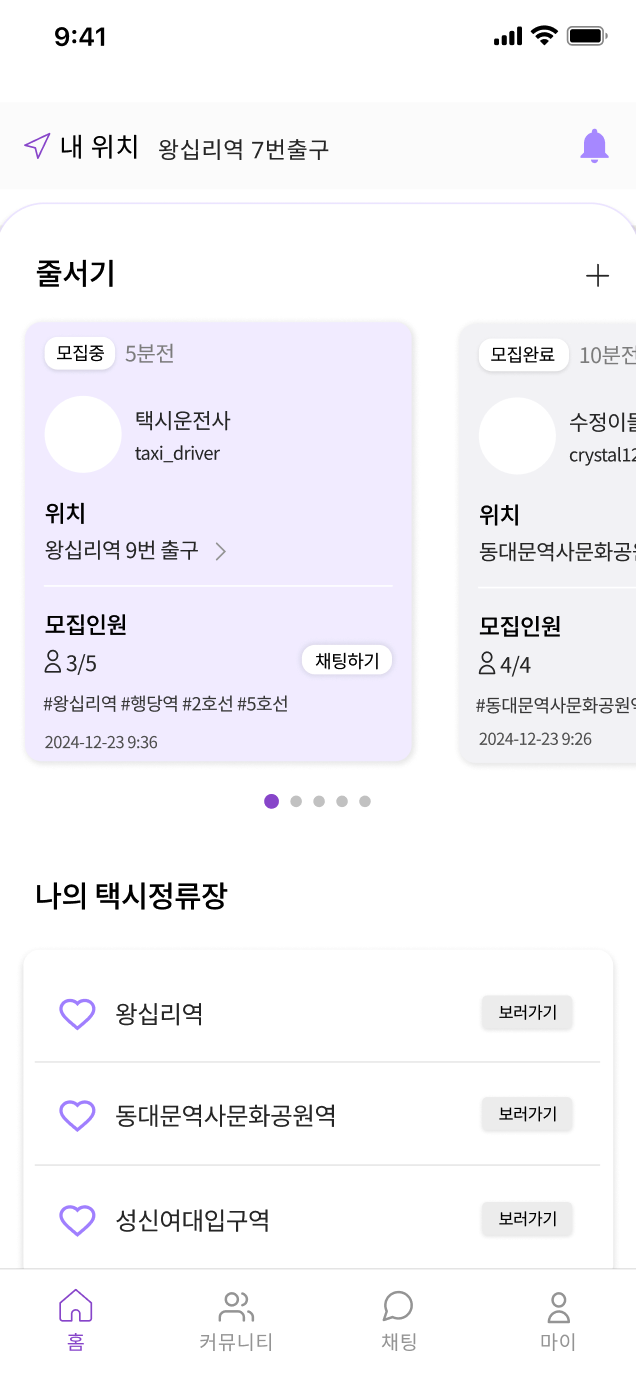 9:41
내 위치 왕십리역 7번출구
줄서기
모집중 5분전
택시운전사
taxi_driver
위치
왕십리역 9번 출구
모집인원
3/5
채팅하기
#왕십리역 #행당역 #2호선 #5호선
2024-12-23 9:36
모집완료 10분전
수정이들
crystal12
위치
동대문역사문화공원
모집인원
4/4
#동대문역사문화공원역
2024-12-23 9:26
나의 택시정류장
왕십리역 보러가기
동대문역사문화공원역 보러가기
성신여대입구역 보러가기
홈 커뮤니티 채팅 마이